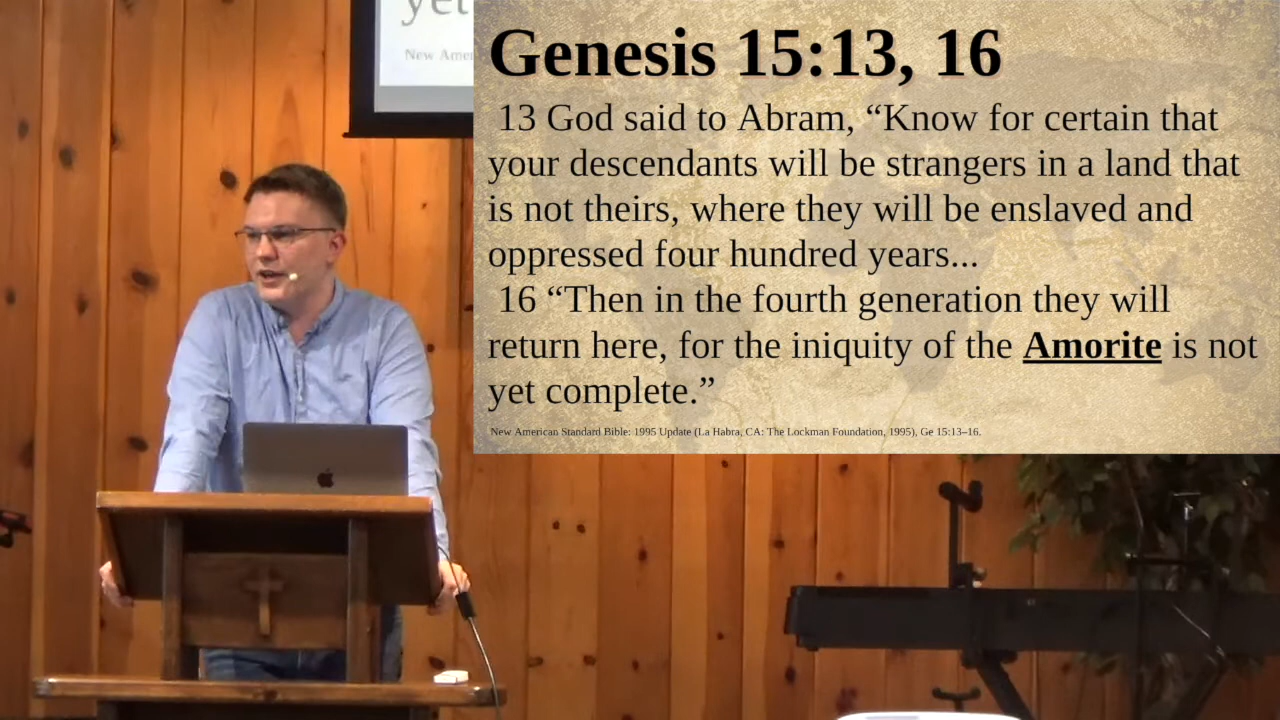 yet
New Amer
Genesis 15:13, 16
13 God said to Abram, “Know for certain that
your descendants will be strangers in a land that
is not theirs, where they will be enslaved and
oppressed four hundred years...
16 “Then in the fourth generation they will
return here, for the iniquity of the Amorite is not
yet complete.”
New American Standard Bible: 1995 Update (La Habra, CA: The Lockman Foundation, 1995), Ge 15:13–16.